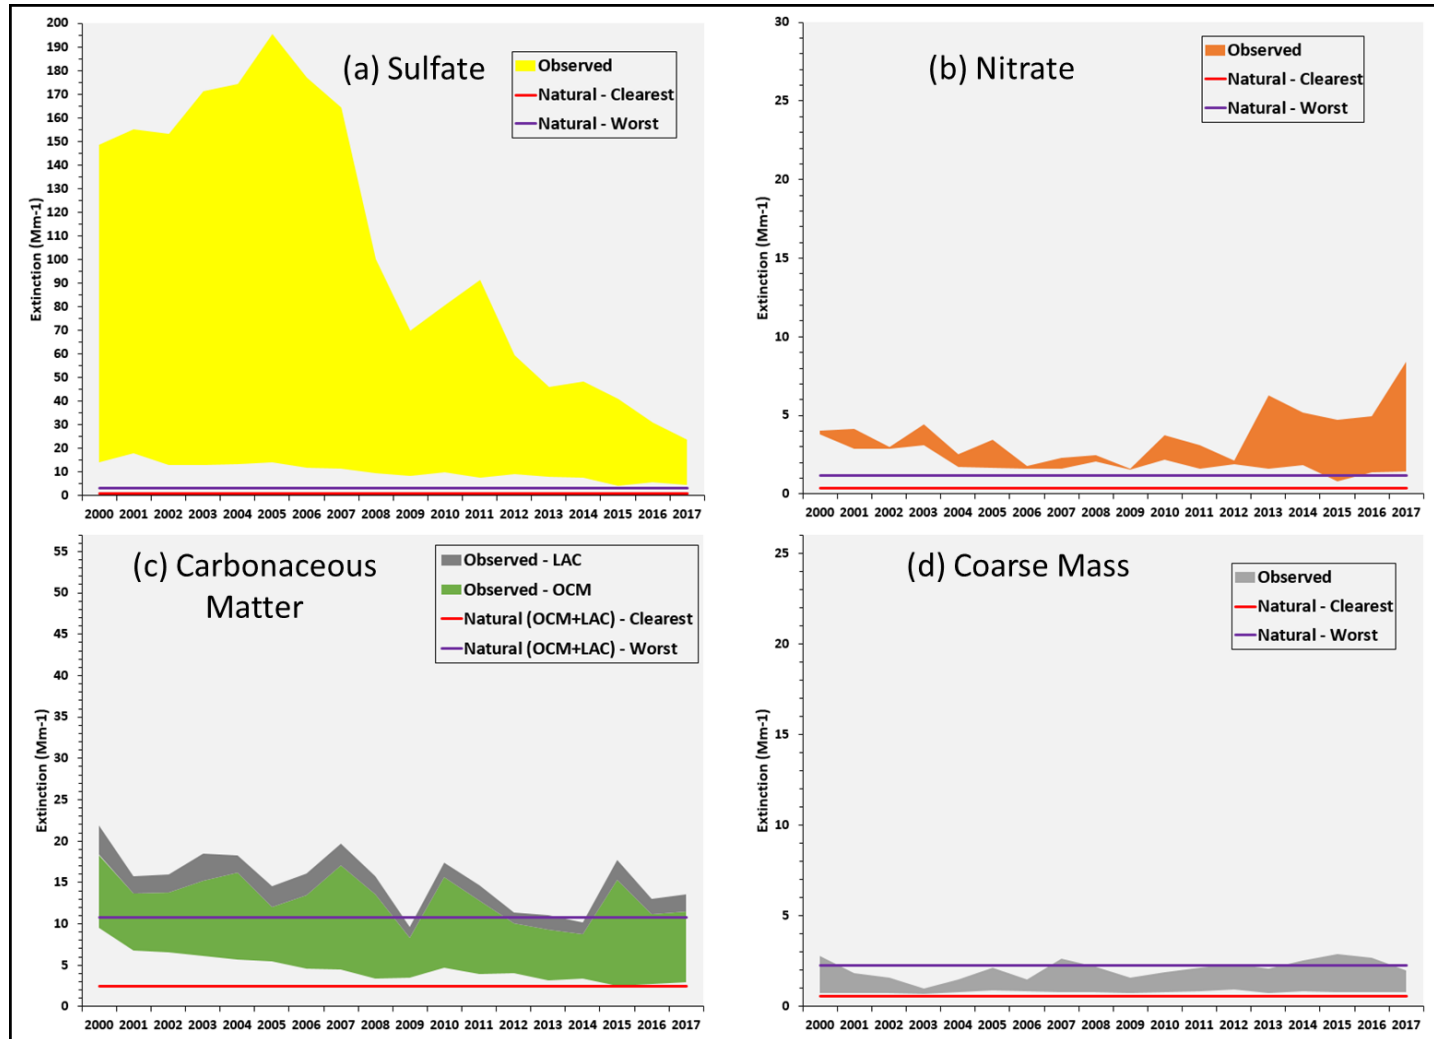 (a) Sulfate
Observed
Natural - Clearest
Natural - Worst
Extinction (Mm-1)
200
190
180
170
160
150
140
130
120
110
100
90
80
70
60
50
40
30
20
10
0
2000 2001 2002 2003 2004 2005 2006 2007 2008 2009 2010 2011 2012 2013 2014 2015 2016 2017
(b) Nitrate
Observed
Natural - Clearest
Natural - Worst
Extinction (Mm-1)
30
25
20
15
10
5
0
2000 2001 2002 2003 2004 2005 2006 2007 2008 2009 2010 2011 2012 2013 2014 2015 2016 2017
(c) Carbonaceous
Matter
Observed - LAC
Observed - OCM
Natural (OCM+LAC) - Clearest
Natural (OCM+LAC) - Worst
Extinction (Mm-1)
55
50
45
40
35
30
25
20
15
10
5
0
2000 2001 2002 2003 2004 2005 2006 2007 2008 2009 2010 2011 2012 2013 2014 2015 2016 2017
(d) Coarse Mass
Observed
Natural - Clearest
Natural - Worst
Extinction (Mm-1)
25
20
15
10
5
0
2000 2001 2002 2003 2004 2005 2006 2007 2008 2009 2010 2011 2012 2013 2014 2015 2016 2017